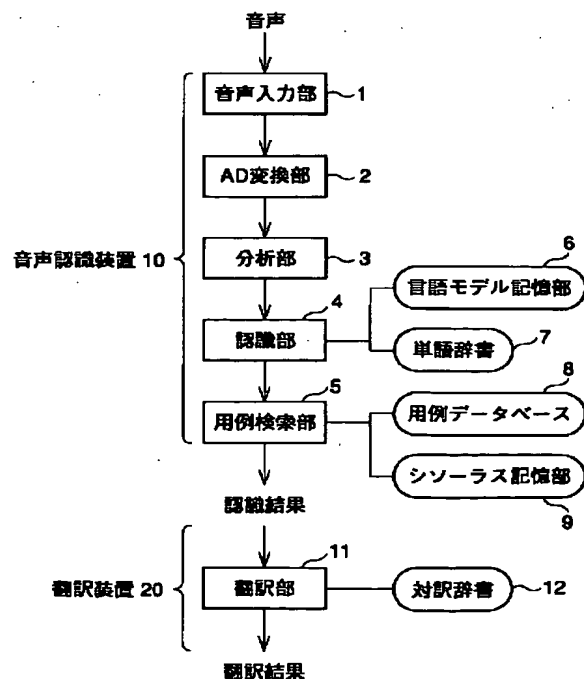 音声
音声入力部 1
AD変換部 2
分析部 3
音声認識装置 10
4
認識部
6
言語モデル記憶部
単語辞書 7
5
用例検索部
8
用例データベース
シソーラス記憶部
9
認識結果
11
翻訳装置 20
翻訳部
対訳辞書 12
翻訳結果